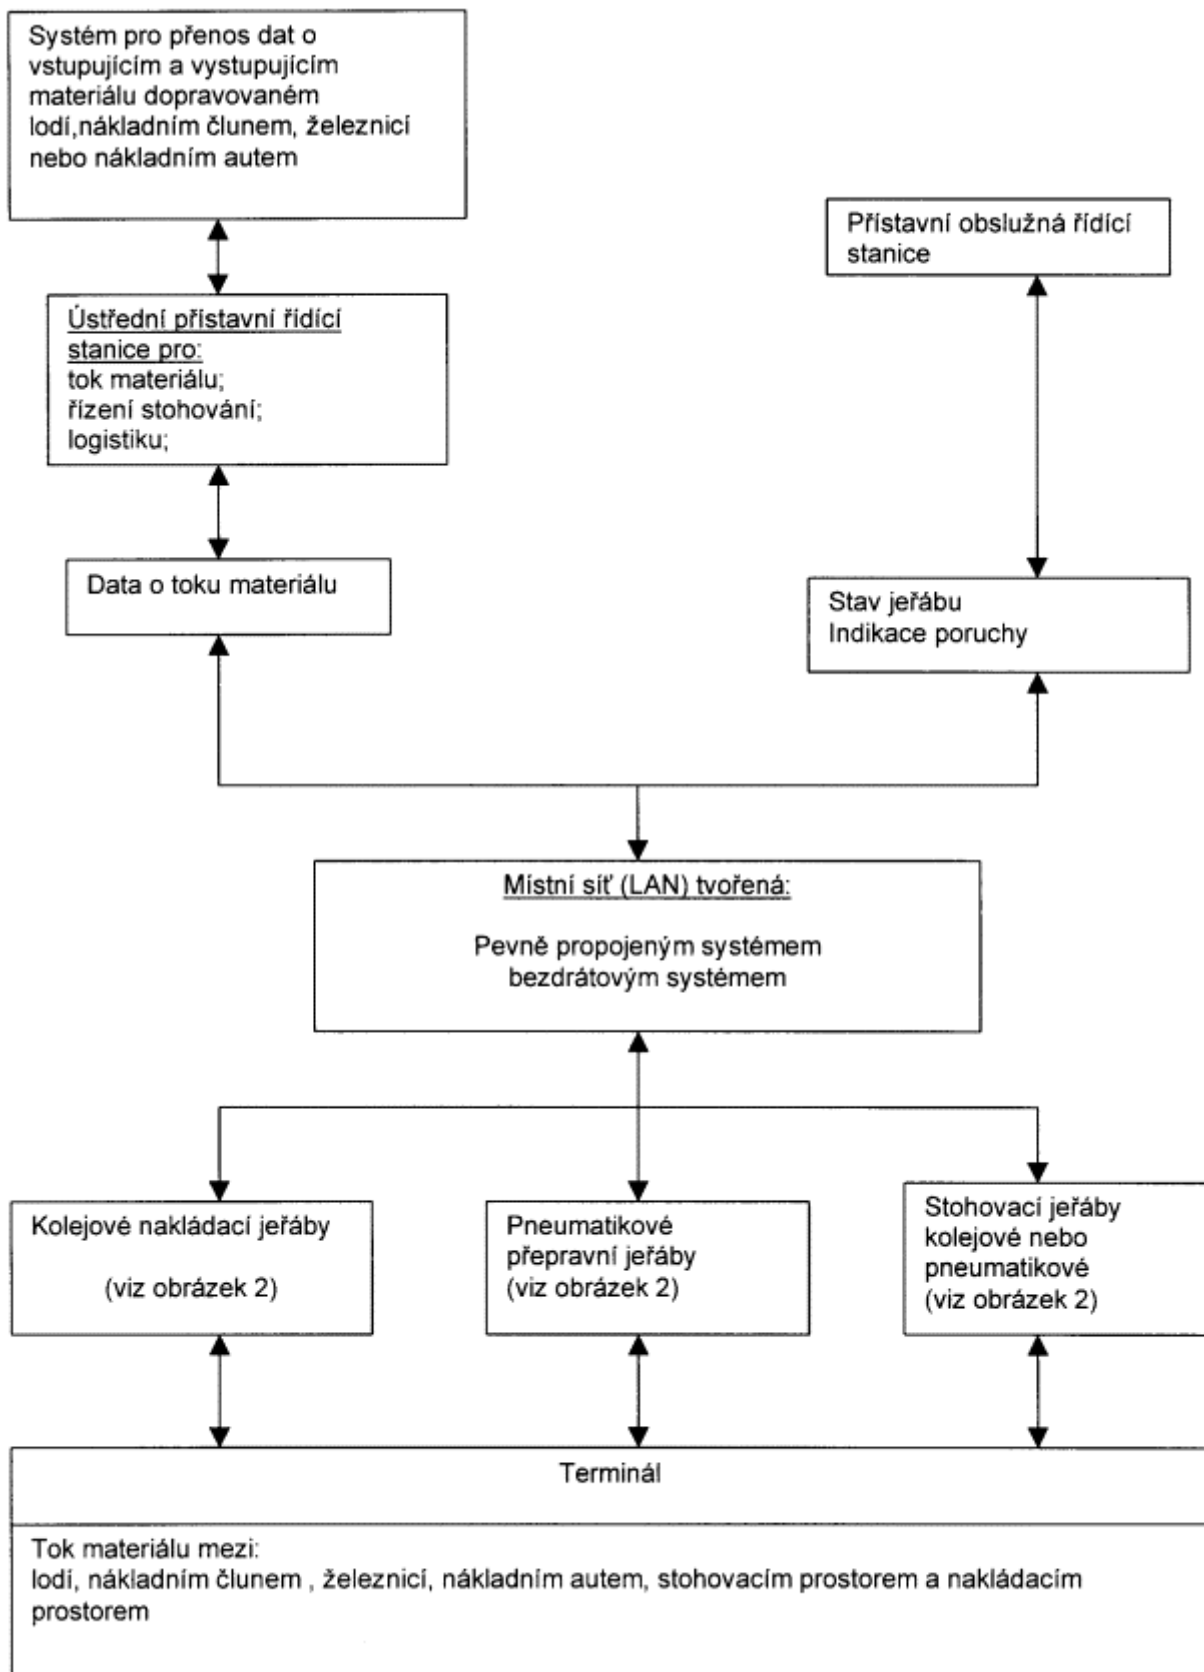 Systém pro přenos dat o
vstupujícím a vystupujícím
materiálu dopravovaném
lodí,nákladním člunem, železnicí
nebo nákladním autem
Přístavní obslužná řídící
stanice
Ústřední přístavní řídící
stanice pro:
tok materiálu;
řízení stohování;
logistiku;
Data o toku materiálu
Stav jeřábu
Indikace poruchy
Místní síť (LAN) tvořená:
Pevně propojeným systémem
bezdrátovým systémem
Kolejové nakládací jeřáby
(viz obrázek 2)
Pneumatikové
přepravní jeřáby
(viz obrázek 2)
Stohovací jeřáby
kolejové nebo
pneumatikové
(viz obrázek 2)
Terminál
Tok materiálu mezi:
lodí, nákladním člunem , železnicí, nákladním autem, stohovacím prostorem a nakládacím
prostorem